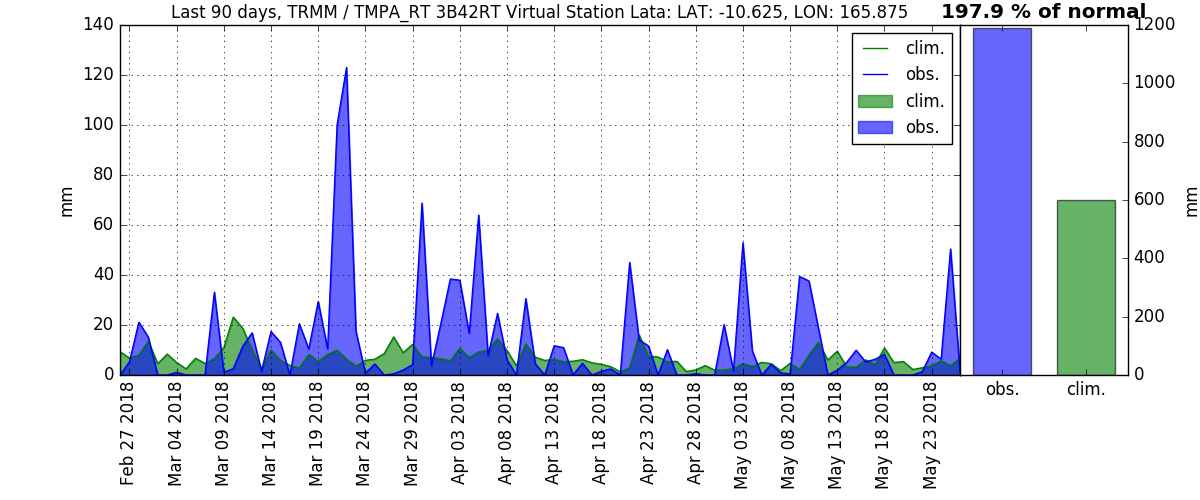 Last 90 days, TRMM / TMPA_RT 3B42RT Virtual Station Lata: LAT: -10.625, LON: 165.875
197.9 % of normal
140
120
100
80
60
40
20
0
mm
clim.
obs.
clim.
obs.
1200
1000
800
600
400
200
0
mm
Feb 27 2018
Mar 04 2018
Mar 09 2018
Mar 14 2018
Mar 19 2018
Mar 24 2018
Mar 29 2018
Apr 03 2018
Apr 08 2018
Apr 13 2018
Apr 18 2018
Apr 23 2018
Apr 28 2018
May 03 2018
May 08 2018
May 13 2018
May 18 2018
May 23 2018
obs.
clim.